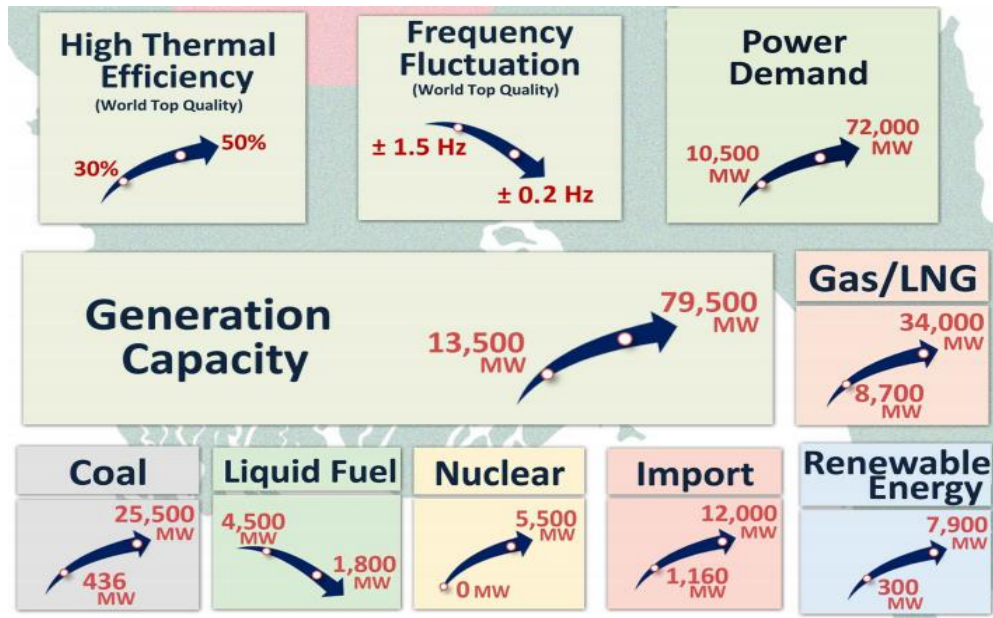 High Thermal
Efficiency
(World Top Quality)
30%
50%
Frequency
Fluctuation
(World Top Quality)
± 1.5 Hz
± 0.2 Hz
Power
Demand
10,500
MW
72,000
MW
Generation
Capacity
13,500
MW
79,500
MW
Gas/LNG
34,000
MW
8,700
MW
Coal
25,500
MW
436
MW
Liquid Fuel
4,500
MW
1,800
MW
Nuclear
5,500
MW
0 MW
Import
12,000
MW
1,160
MW
Renewable
Energy
7,900
MW
300
MW